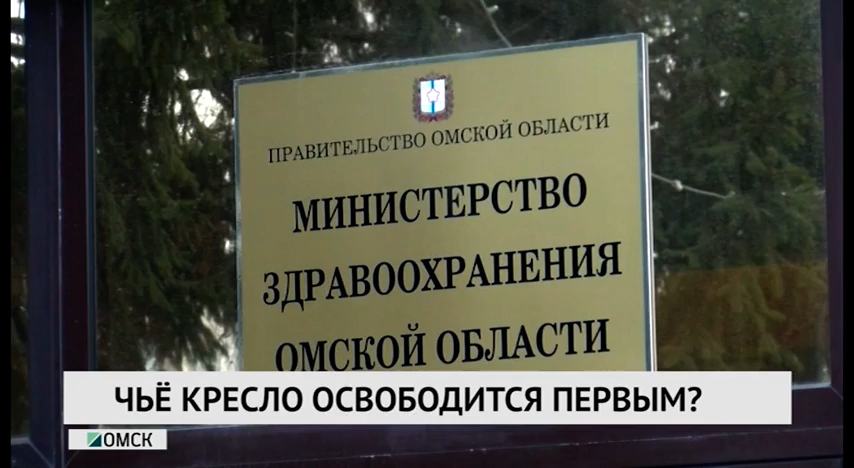 ПРАВИТЕЛЬСТВО ОМСКОЙ ОБЛАСТИ
МИНИСТЕРСТВО
ЗДРАВООХРАНЕНИЯ
ОМСКОЙ ОБЛАСТИ
ЧЬЁ КРЕСЛО ОСВОБОДИТСЯ ПЕРВЫМ?
ОМСК